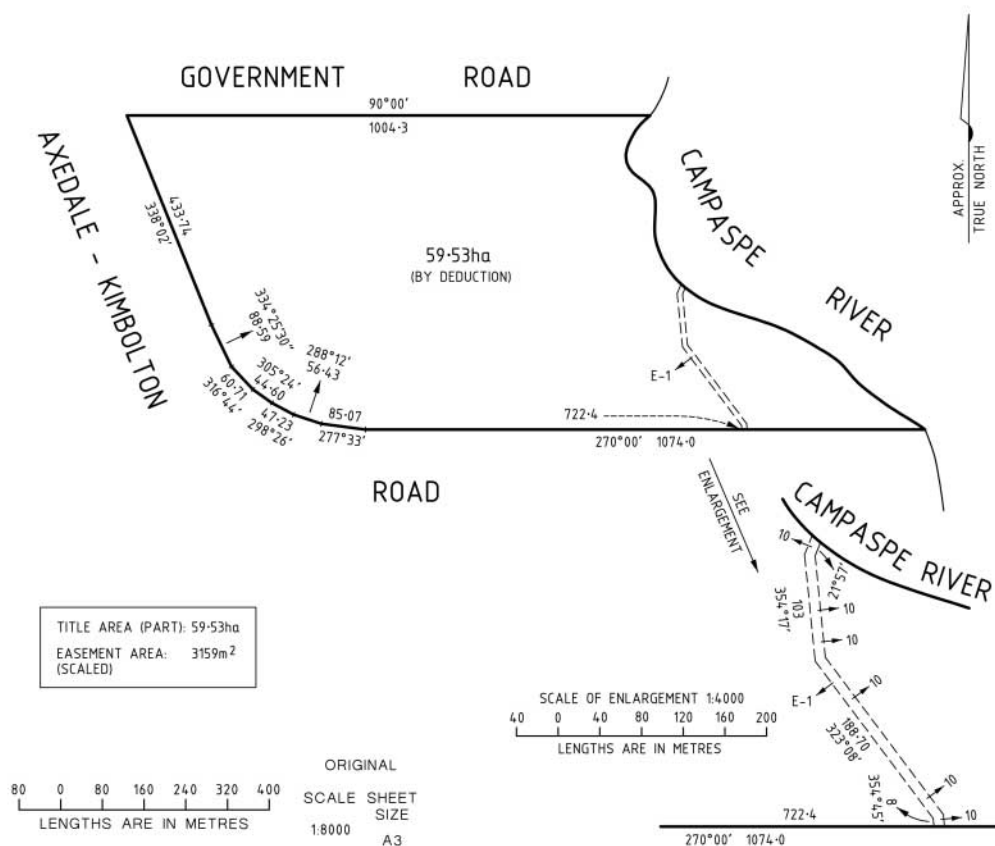 GOVERNMENT ROAD
90°00'
1004·3
AXEDALE - KIMBOLTON
433·74
338°02'
CAMPASPE
RIVER
APPROX.
TRUE NORTH
59·53ha
(BY DEDUCTION)
334°25'30"
88·59
288°12'
56·43
305°24'
44·60
60·71
316°44'
47·23
298°26'
85·07
277°33'
E-1
722·4
270°00' 1074·0
ROAD
SEE
ENLARGEMENT
CAMPASPE RIVER
10
21°57'
103
354°17'
10
10
E-1
10
188·70
323°08'
10
8
354°45'
10
722·4
270°00' 1074·0
TITLE AREA (PART): 59·53ha
EASEMENT AREA: 3159m²
(SCALED)
SCALE OF ENLARGEMENT 1:4000
40 0 40 80 120 160 200
LENGTHS ARE IN METRES
80 0 80 160 240 320 400
LENGTHS ARE IN METRES
ORIGINAL
SCALE SHEET
SIZE
1:8000
A3